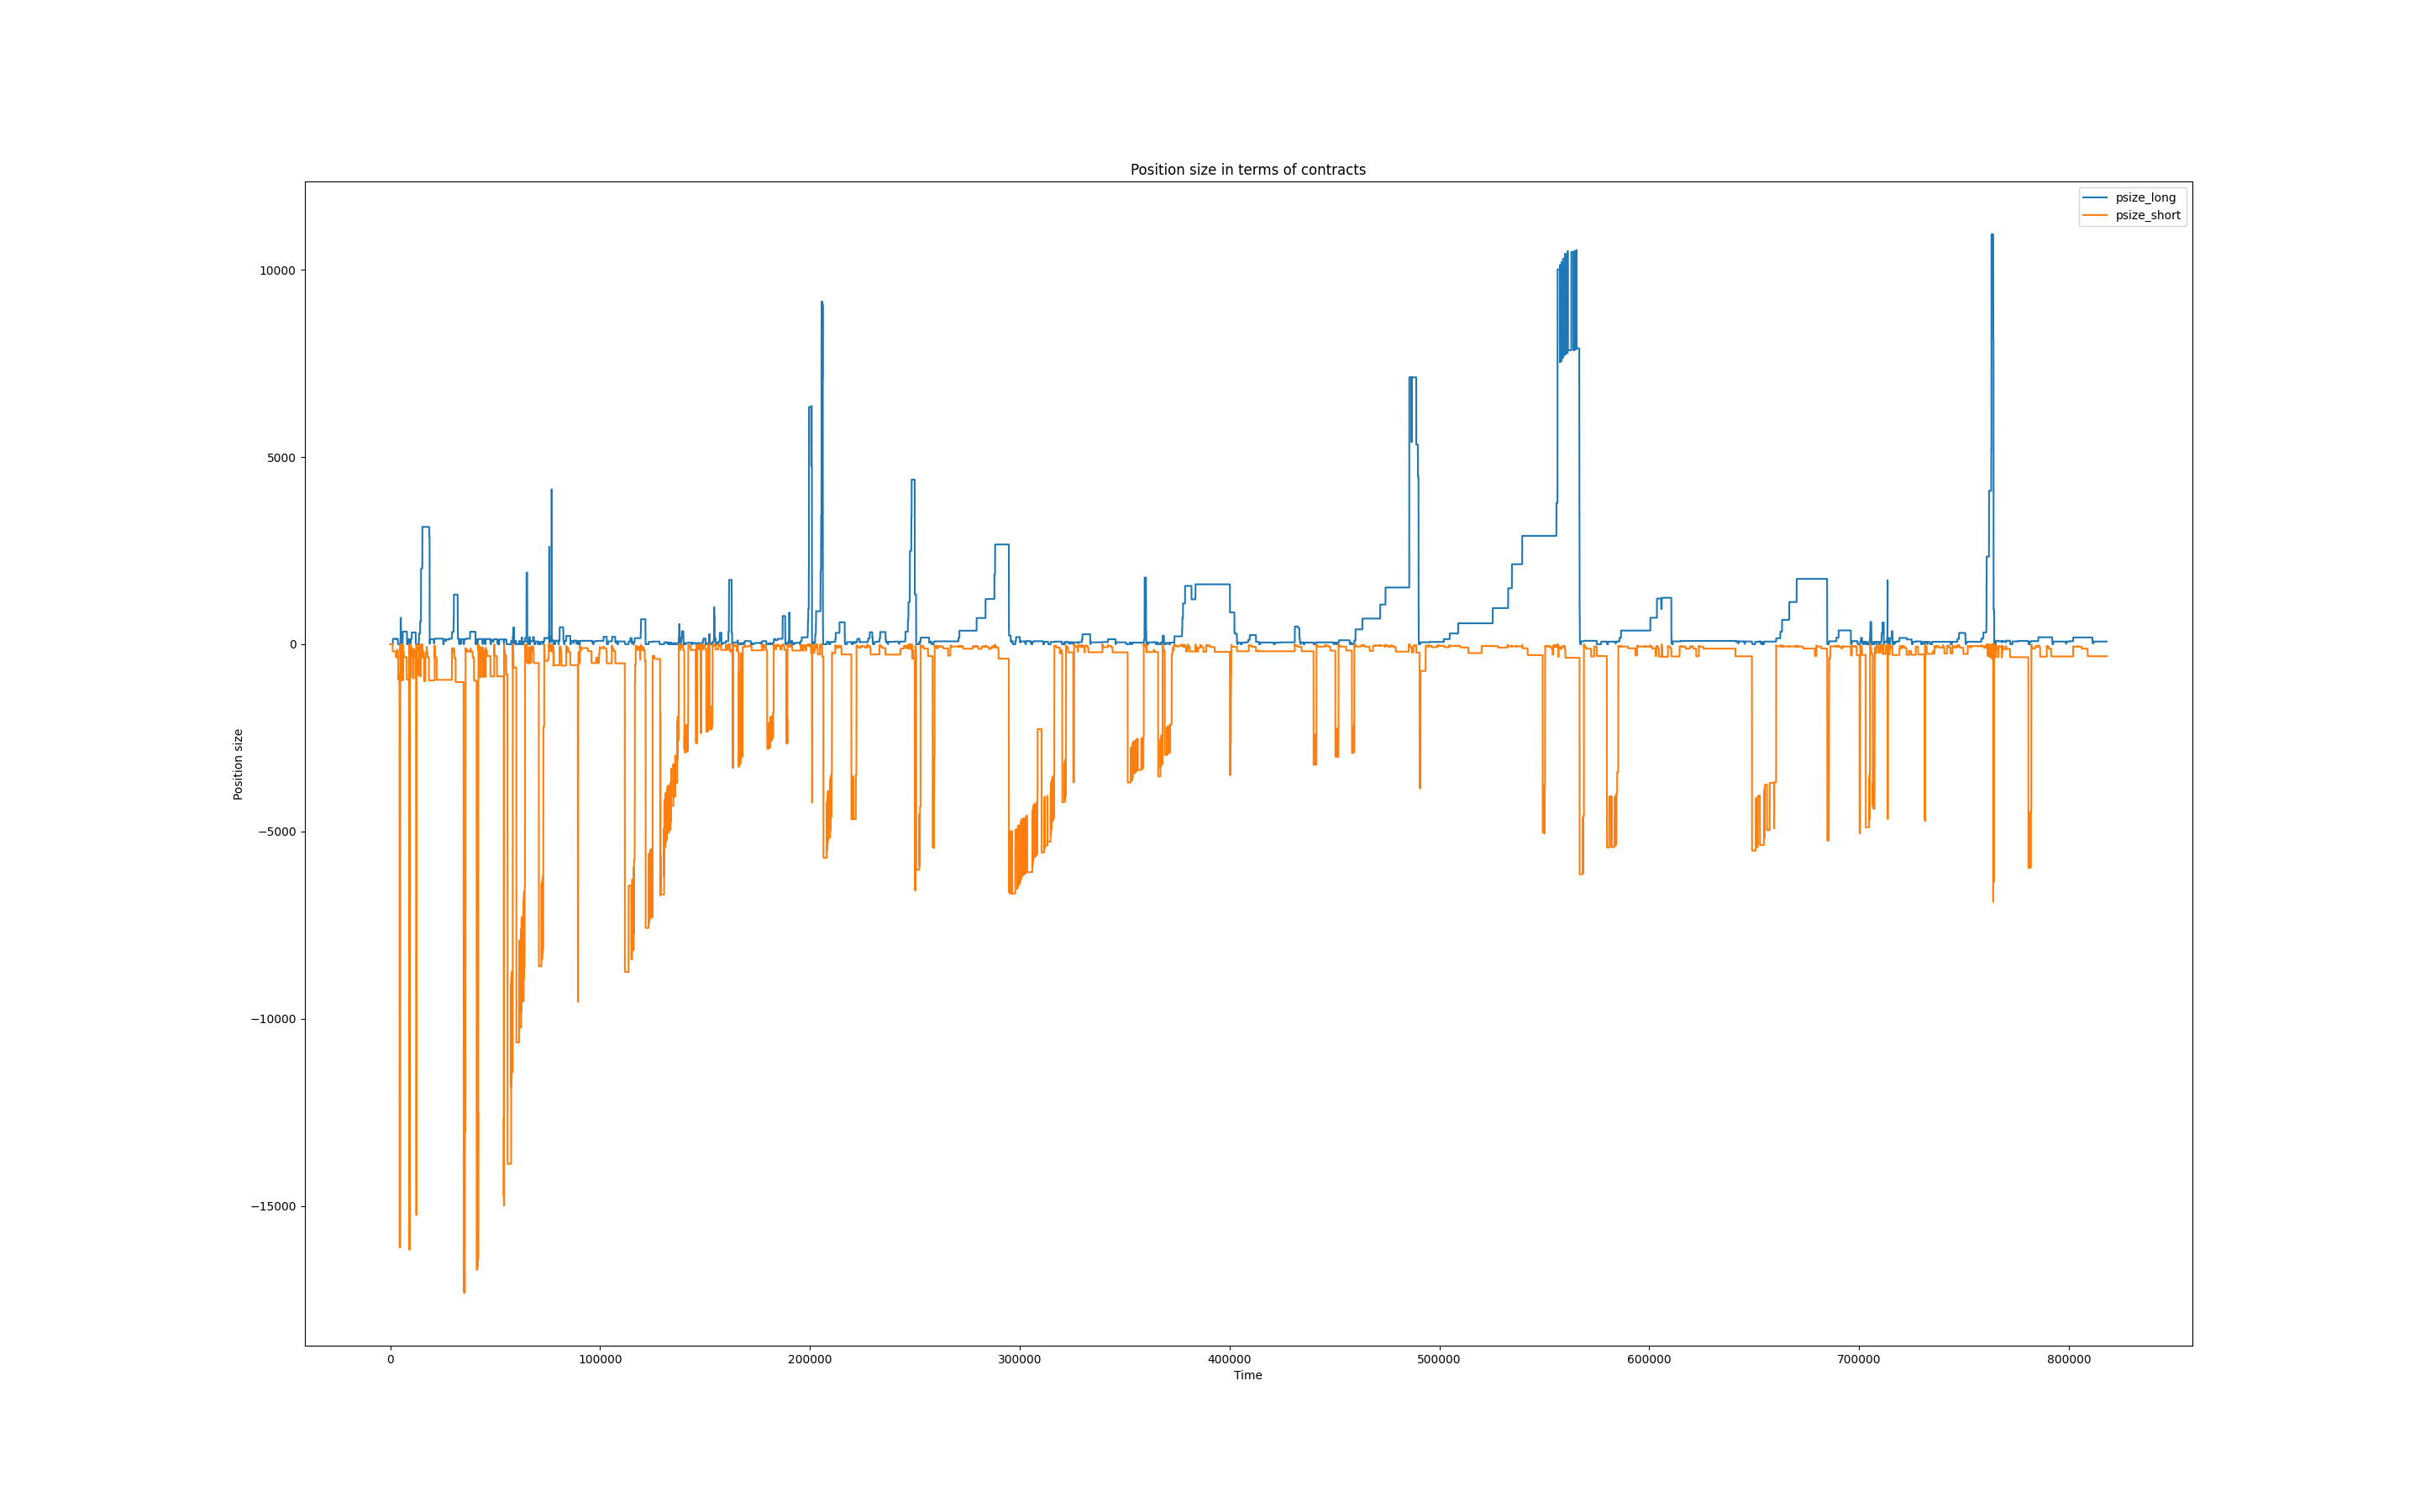 Position size in terms of contracts
psize_long
psize_short
10000
5000
0
−5000
−10000
−15000
Position size
0 100000 200000 300000 400000 500000 600000 700000 800000
Time